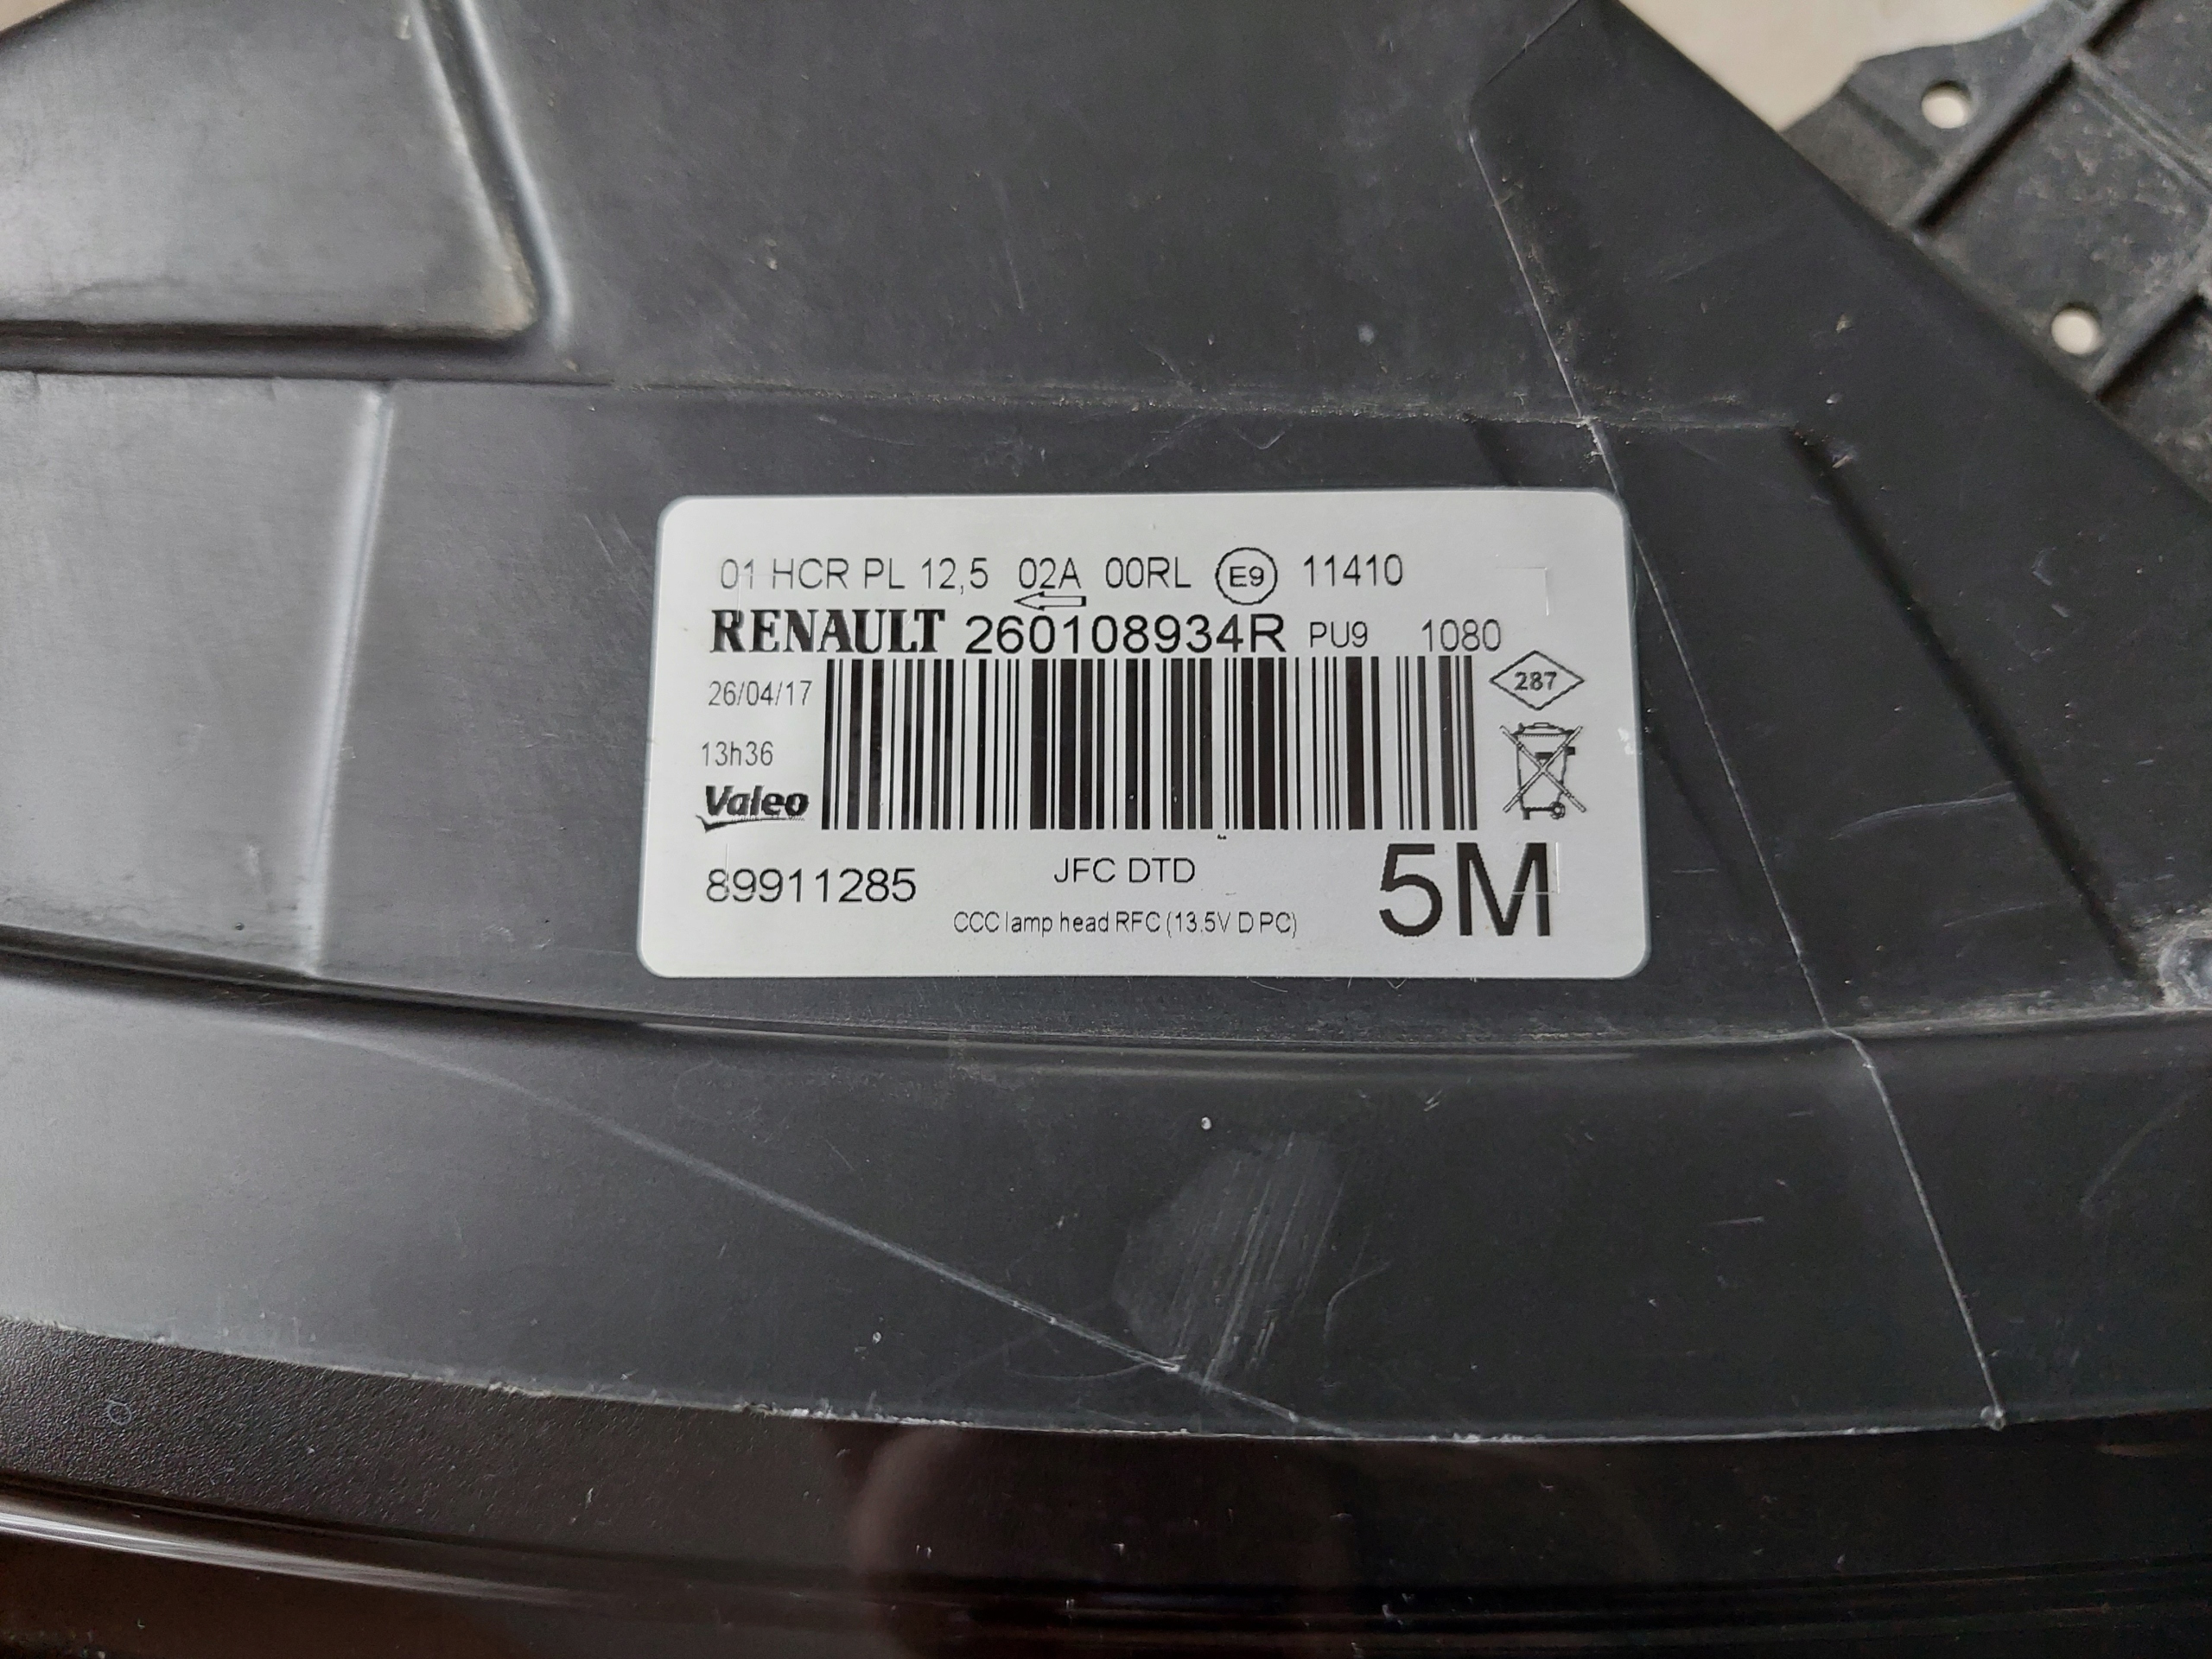 01 HCR PL 12,5 02A 00RL E9 11410
RENAULT 260108934R PU9 1080
26/04/17
287
13h36
Valeo
89911285 JFC DTD 5M
CCC lamp head RFC (13.5V D PC)